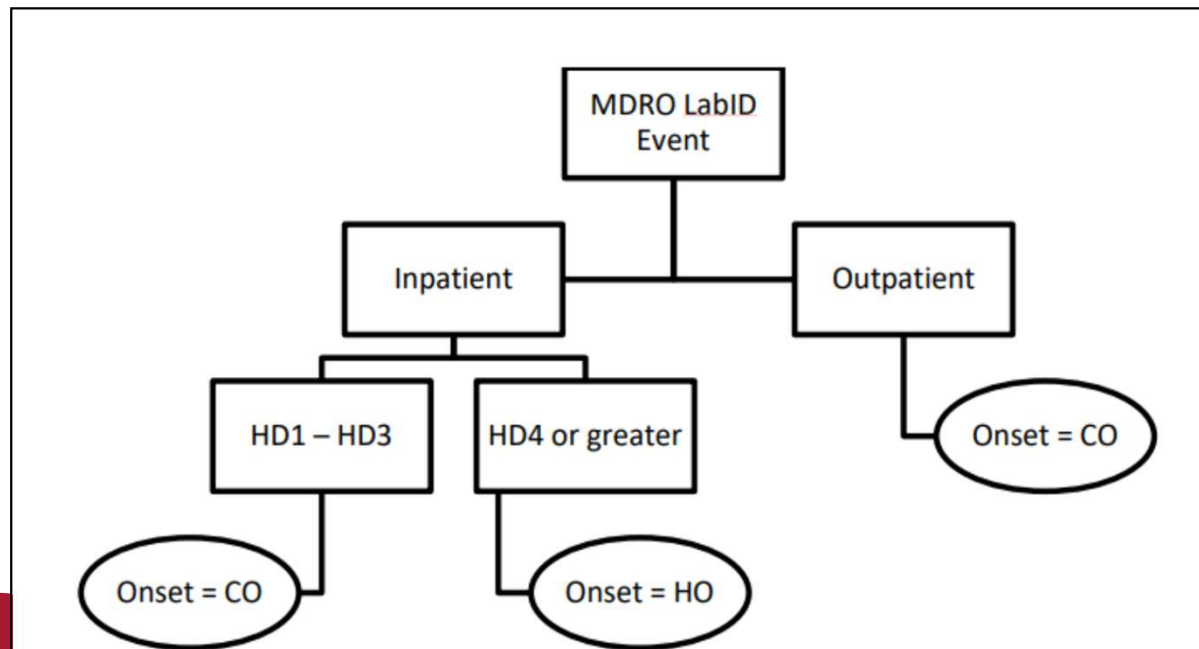 MDRO LabID
Event
Inpatient
Outpatient
HD1 – HD3
HD4 or greater
Onset = CO
Onset = CO
Onset = HO